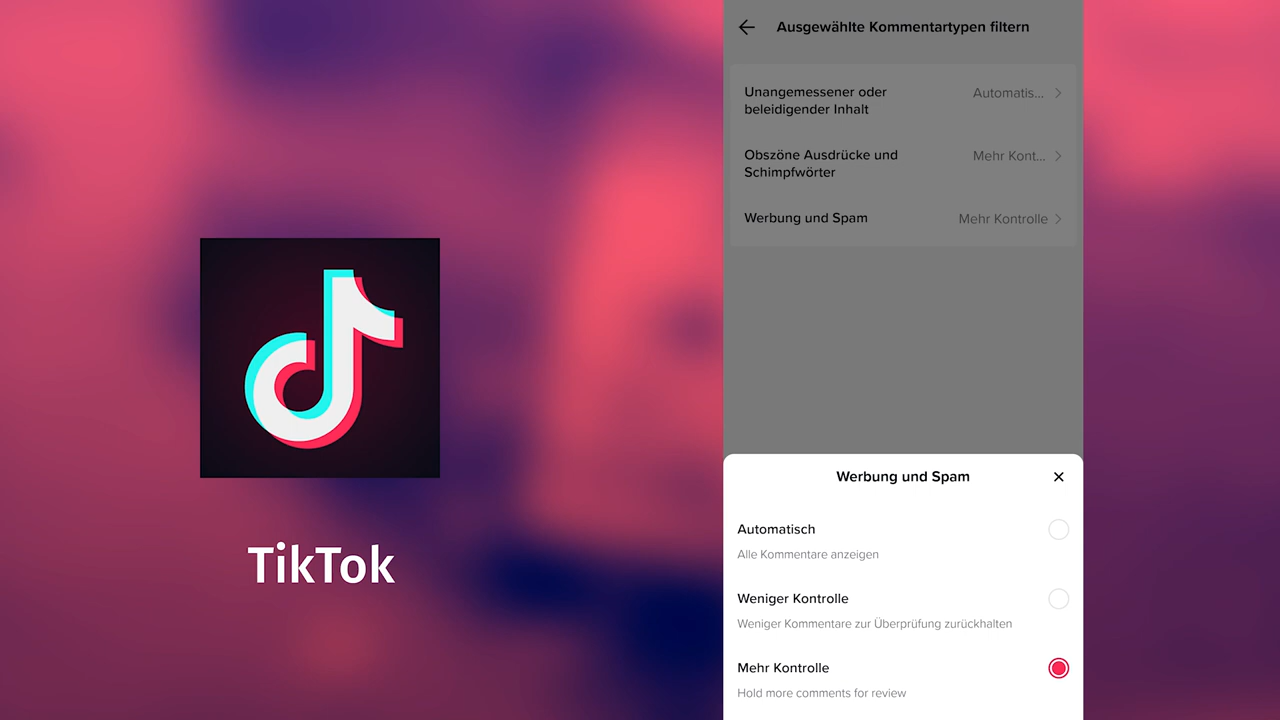 TikTok
Ausgewählte Kommentartypen filtern
Unangemessener oder
beleidigender Inhalt
Automatis...
Obszöne Ausdrücke und
Schimpfwörter
Mehr Kont...
Werbung und Spam
Mehr Kontrolle
Werbung und Spam
Automatisch
Alle Kommentare anzeigen
Weniger Kontrolle
Weniger Kommentare zur Überprüfung zurückhalten
Mehr Kontrolle
Hold more comments for review